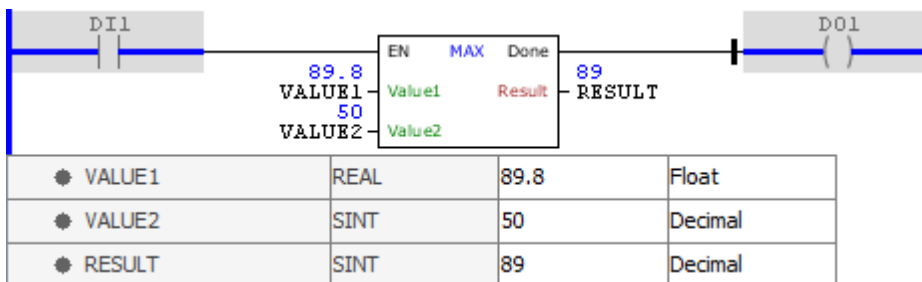 DI1 DO1
EN MAX Done
89.8 89
VALUE1 Value1 Result RESULT
50
VALUE2 Value2
VALUE1 REAL 89.8 Float
VALUE2 SINT 50 Decimal
RESULT SINT 89 Decimal